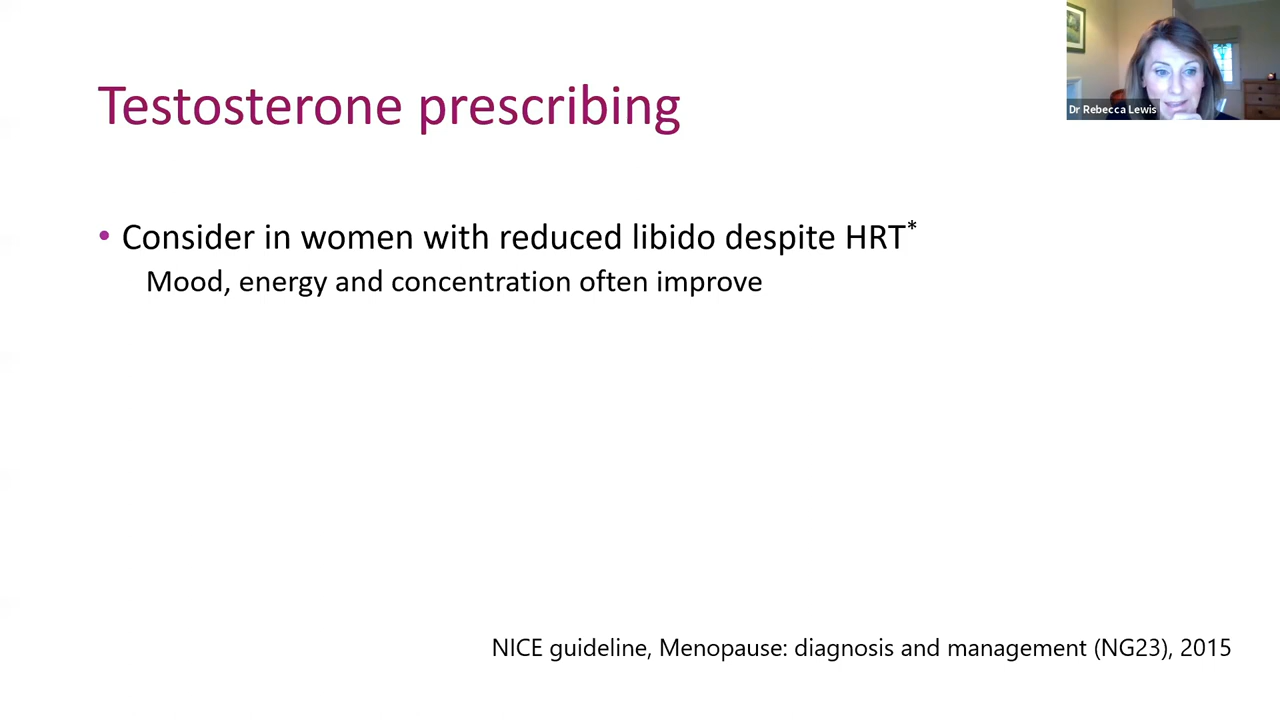 Dr Rebecca Lewis
Testosterone prescribing
• Consider in women with reduced libido despite HRT*
Mood, energy and concentration often improve
NICE guideline, Menopause: diagnosis and management (NG23), 2015